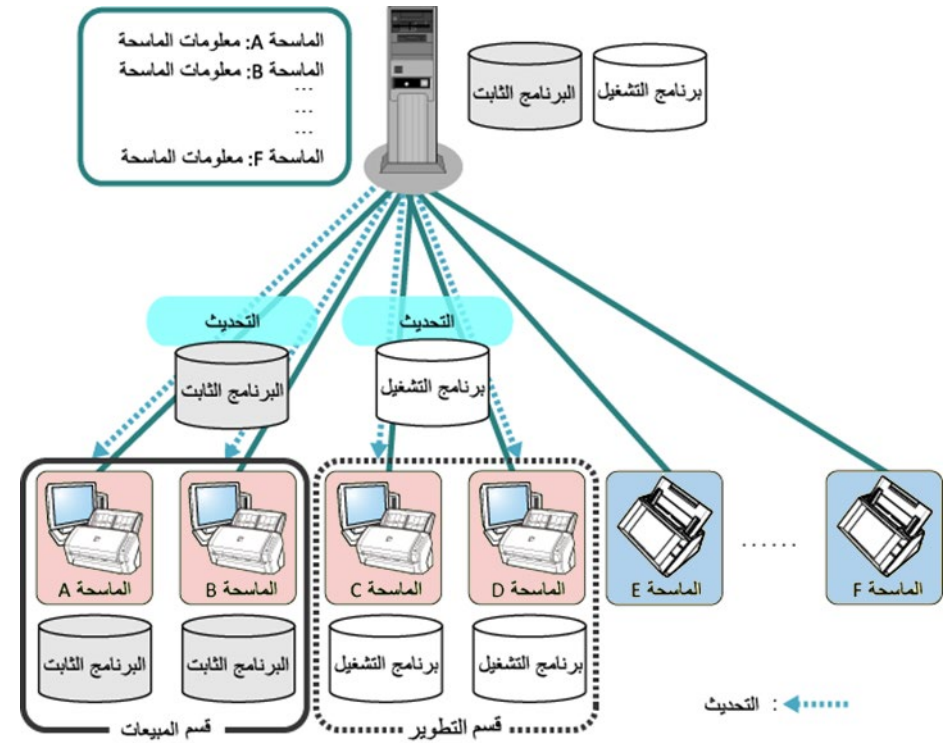 الماسحة A: معلومات الماسحة
الماسحة B: معلومات الماسحة
...
...
...
الماسحة F: معلومات الماسحة
البرنامج الثابت
برنامج التشغيل
التحديث
التحديث
البرنامج الثابت
برنامج التشغيل
الماسحة A
الماسحة B
الماسحة C
الماسحة D
الماسحة E
......
الماسحة F
البرنامج الثابت
البرنامج الثابت
برنامج التشغيل
برنامج التشغيل
قسم المبيعات
قسم التطوير
: التحديث